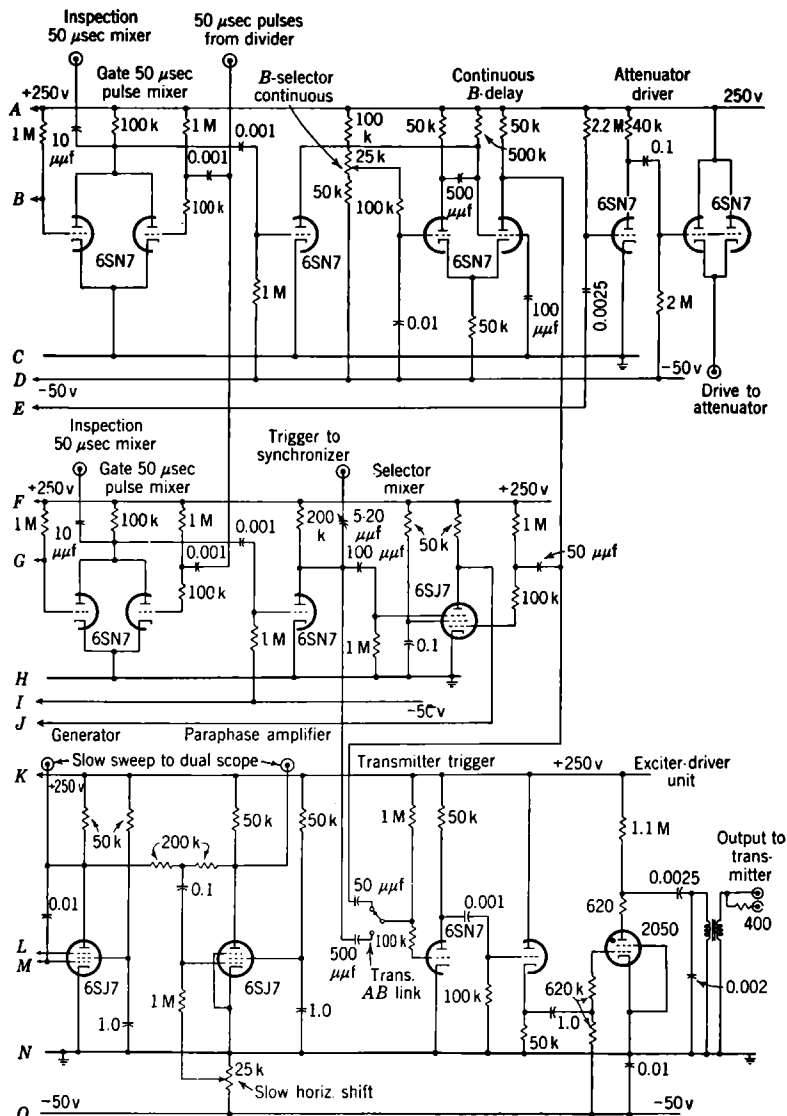 Inspection
50 μsec mixer
50 μsec pulses
from divider
+250 v
Gate 50 μsec
pulse mixer
B-selector
continuous
Continuous
B-delay
Attenuator
driver
250 v
A
1 M
10
μμf
100 k
1 M
0.001
0.001
100
k
25 k
50 k
50 k
50 k
500 k
2.2 M
40 k
0.1
B
100 k
100 k
500
μμf
6SN7
6SN7
6SN7
6SN7
6SN7
1 M
0.01
50 k
100
μμf
0.0025
2 M
C
D
-50 v
-50 v
E
Drive to
attenuator
Inspection
50 μsec mixer
Gate 50 μsec
pulse mixer
Trigger to
synchronizer
Selector
mixer
F
+250 v
+250 v
1 M
10
μμf
100 k
1 M
0.001
0.001
200
k
5-20
μμf
100 μμf
50 k
1 M
50 μμf
G
100 k
6SJ7
100 k
6SN7
1 M
6SN7
1 M
0.1
H
I
-50 v
J
Generator
Paraphase amplifier
Slow sweep to dual scope
Transmitter trigger
+250 v
Exciter-driver
unit
K
+250 v
50 k
50 k
50 k
1 M
50 k
1.1 M
Output to
trans-
mitter
200 k
0.01
0.1
50 μμf
0.001
6SN7
620
0.0025
2050
400
L
M
6SJ7
6SJ7
500
μμf
100 k
Trans.
AB link
1 M
1.0
1.0
100 k
620 k
1.0
0.002
N
25 k
50 k
0.01
Slow horiz. shift
O
-50 v
-50 v